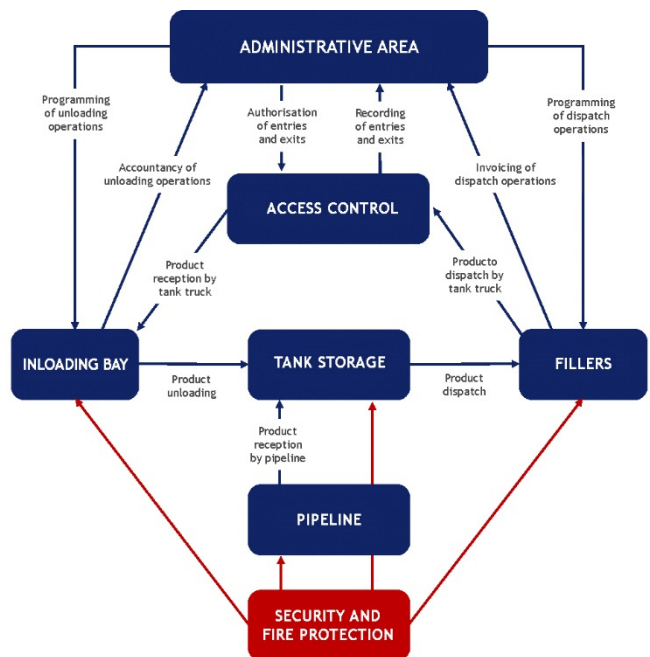 ADMINISTRATIVE AREA
Programming
of unloading
operations
Authorisation
of entries
and exits
Recording
of entries
and exits
Programming
of dispatch
operations
Accountancy of
unloading operations
Invoicing of
dispatch operations
ACCESS CONTROL
Product
reception by
tank truck
Producto
dispatch by
tank truck
INLOADING BAY
TANK STORAGE
FILLERS
Product
unloading
Product
dispatch
Product
reception
by pipeline
PIPELINE
SECURITY AND
FIRE PROTECTION